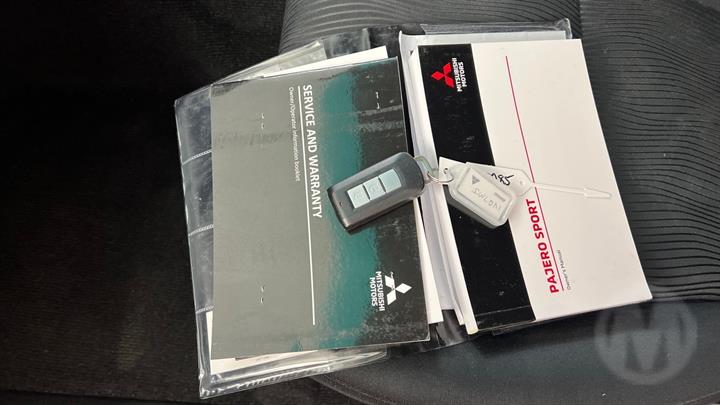 SERVICE AND WARRANTY
Owner/Operator information booklet
MITSUBISHI
MOTORS
MITSUBISHI
MOTORS
PAJERO SPORT
Owner's Manual
M